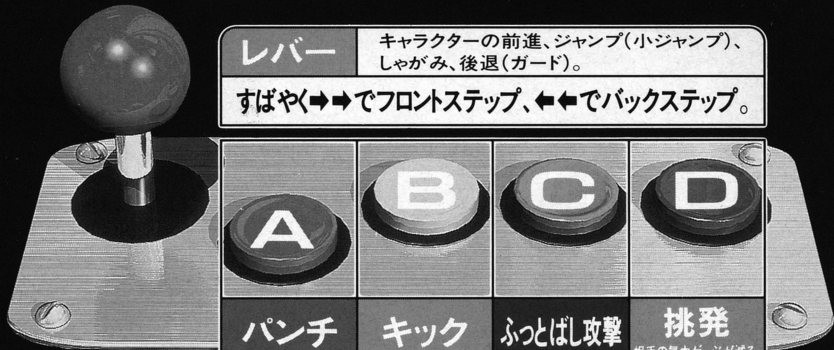 レバー
キャラクターの前進、ジャンプ(小ジャンプ)、
しゃがみ、後退(ガード)。
すばやく➡➡でフロントステップ、⬅⬅でバックステップ。
A
B
C
D
パンチ
キック
ふっとばし攻撃
挑発